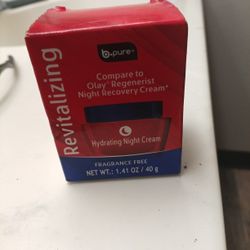 b.pure™
Compare to
Olay® Regenerist
Night Recovery Cream*
Revitalizing
Hydrating Night Cream
FRAGRANCE FREE
NET WT.: 1.41 OZ / 40 g